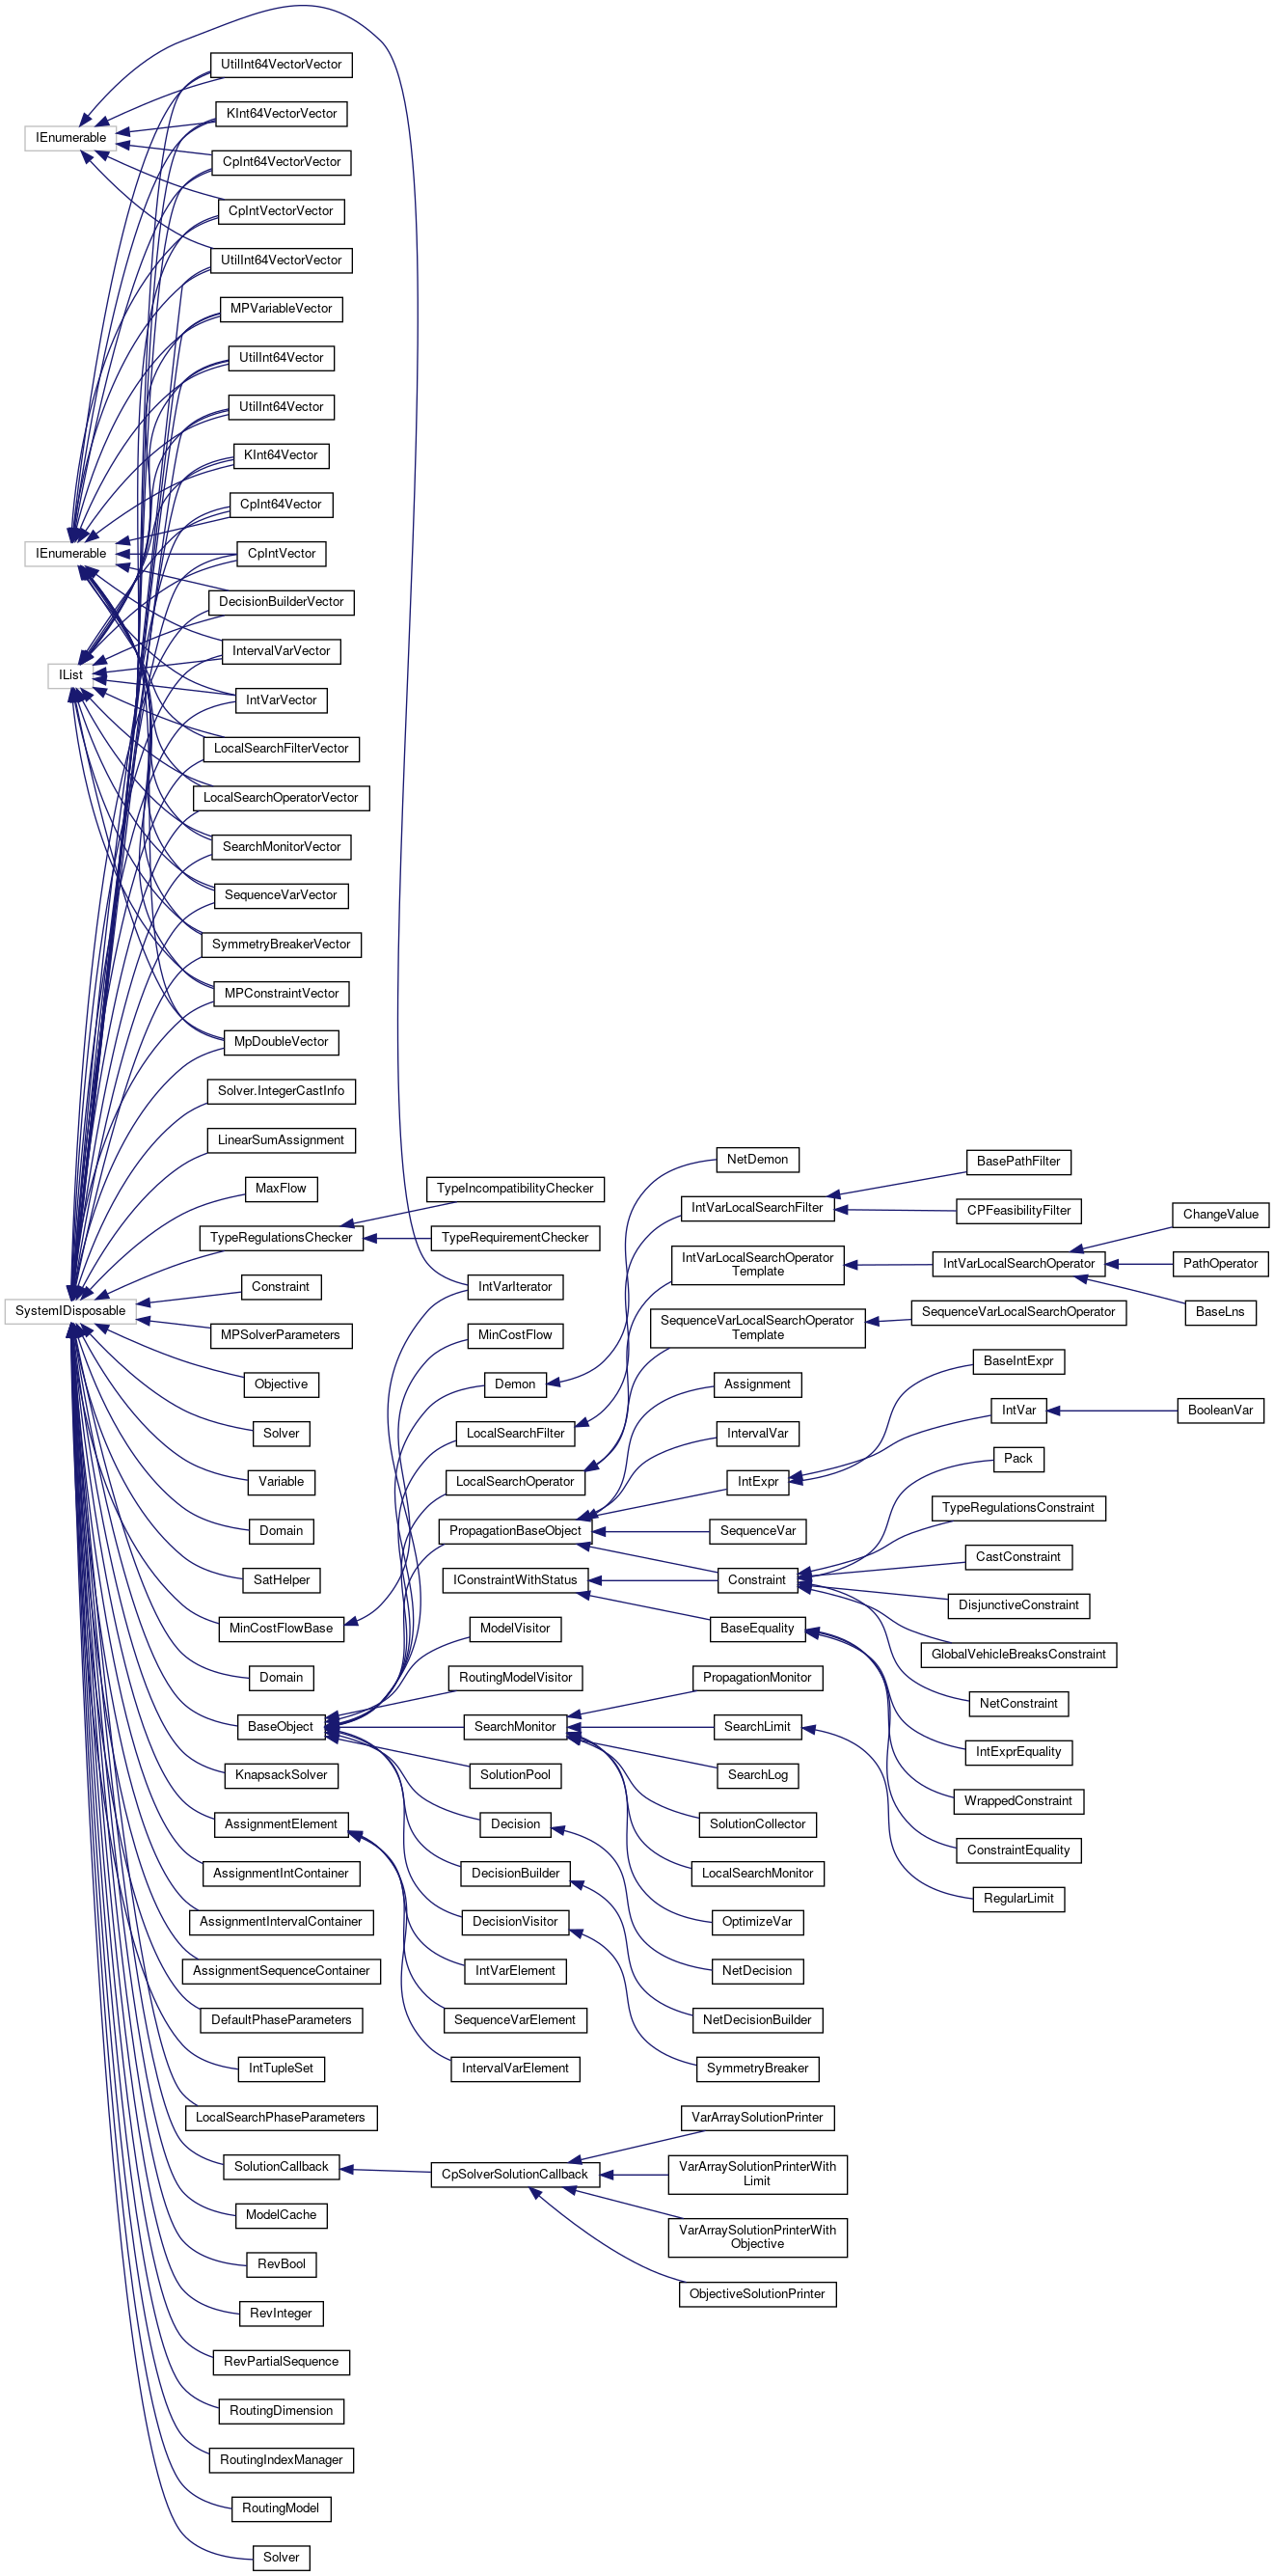 IEnumerable
IEnumerable
IList
SystemIDisposable
UtilInt64VectorVector
KInt64VectorVector
CpInt64VectorVector
CpIntVectorVector
UtilInt64VectorVector
MPVariableVector
UtilInt64Vector
UtilInt64Vector
KInt64Vector
CpInt64Vector
CpIntVector
DecisionBuilderVector
IntervalVarVector
IntVarVector
LocalSearchFilterVector
LocalSearchOperatorVector
SearchMonitorVector
SequenceVarVector
SymmetryBreakerVector
MPConstraintVector
MpDoubleVector
Solver.IntegerCastInfo
LinearSumAssignment
MaxFlow
TypeRegulationsChecker
Constraint
MPSolverParameters
Objective
Solver
Variable
Domain
SatHelper
MinCostFlowBase
Domain
BaseObject
KnapsackSolver
AssignmentElement
AssignmentIntContainer
AssignmentIntervalContainer
AssignmentSequenceContainer
DefaultPhaseParameters
IntTupleSet
LocalSearchPhaseParameters
SolutionCallback
ModelCache
RevBool
RevInteger
RevPartialSequence
RoutingDimension
RoutingIndexManager
RoutingModel
Solver
TypeIncompatibilityChecker
TypeRequirementChecker
IntVarIterator
MinCostFlow
Demon
LocalSearchFilter
LocalSearchOperator
PropagationBaseObject
IConstraintWithStatus
ModelVisitor
RoutingModelVisitor
SearchMonitor
SolutionPool
Decision
DecisionBuilder
DecisionVisitor
IntVarElement
SequenceVarElement
IntervalVarElement
CpSolverSolutionCallback
NetDemon
IntVarLocalSearchFilter
IntVarLocalSearchOperator
Template
SequenceVarLocalSearchOperator
Template
Assignment
IntervalVar
IntExpr
SequenceVar
Constraint
BaseEquality
PropagationMonitor
SearchLimit
SearchLog
SolutionCollector
LocalSearchMonitor
OptimizeVar
NetDecision
NetDecisionBuilder
SymmetryBreaker
VarArraySolutionPrinter
VarArraySolutionPrinterWith
Limit
VarArraySolutionPrinterWith
Objective
ObjectiveSolutionPrinter
BasePathFilter
CPFeasibilityFilter
IntVarLocalSearchOperator
SequenceVarLocalSearchOperator
BaseIntExpr
IntVar
Pack
TypeRegulationsConstraint
CastConstraint
DisjunctiveConstraint
GlobalVehicleBreaksConstraint
NetConstraint
IntExprEquality
WrappedConstraint
ConstraintEquality
RegularLimit
ChangeValue
PathOperator
BaseLns
BooleanVar